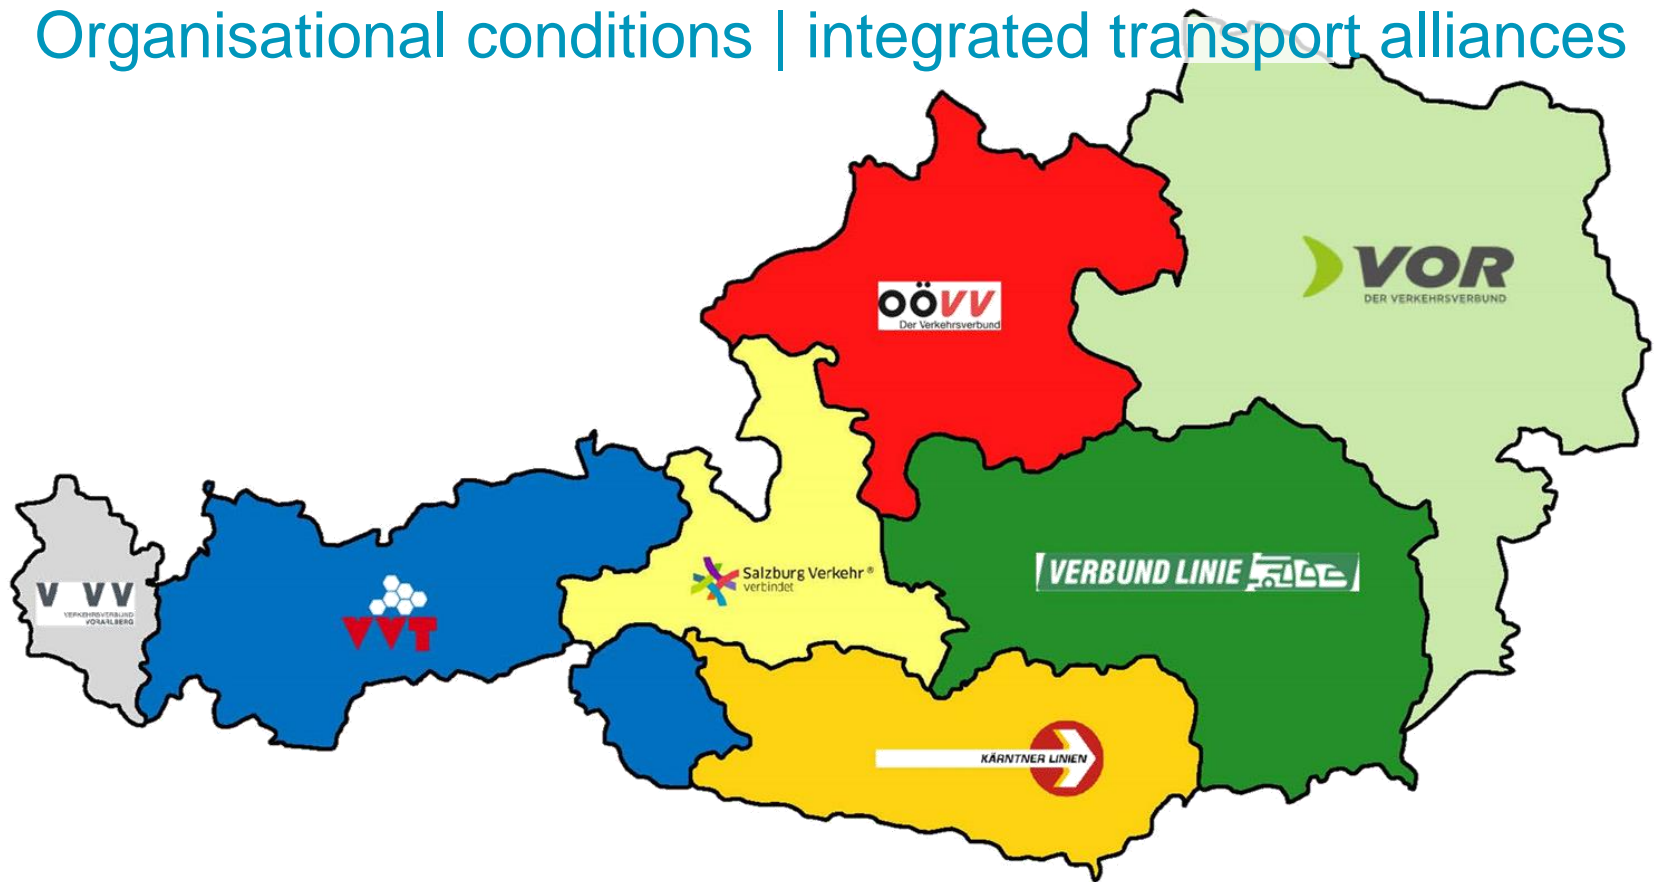 Organisational conditions | integrated transport alliances
VOR
DER VERKEHRSVERBUND
OÖVV
Der Verkehrsverbund
VERBUND LINIE
Salzburg Verkehr®
verbindet
V VV
VERKEHRSVERBUND
VORARLBERG
VVT
KÄRNTNER LINIEN